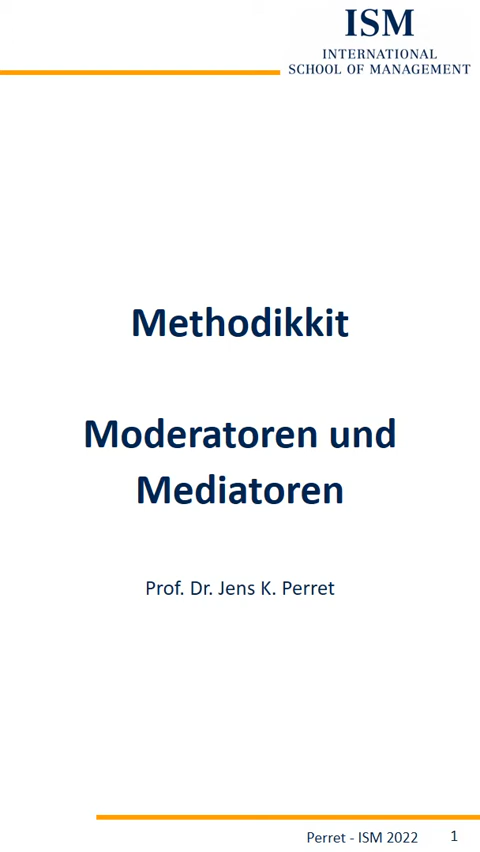 ISM
INTERNATIONAL
SCHOOL OF MANAGEMENT
Methodikkit
Moderatoren und
Mediatoren
Prof. Dr. Jens K. Perret
Perret - ISM 2022
1